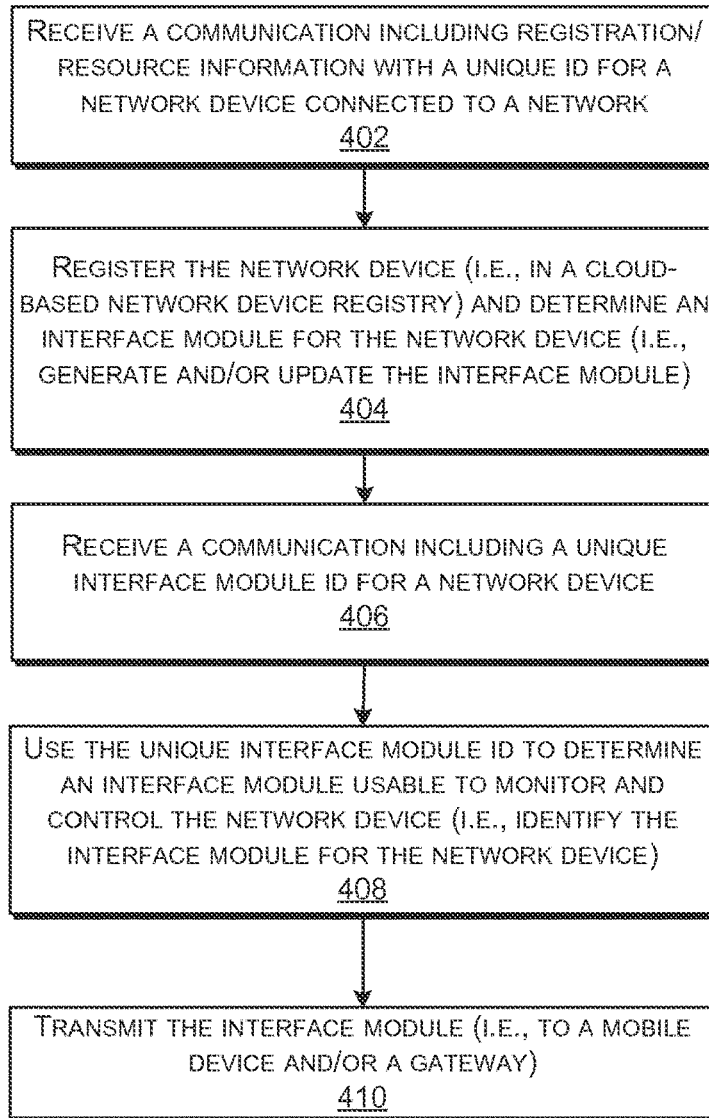 RECEIVE A COMMUNICATION INCLUDING REGISTRATION/
RESOURCE INFORMATION WITH A UNIQUE ID FOR A
NETWORK DEVICE CONNECTED TO A NETWORK
402
REGISTER THE NETWORK DEVICE (I.E., IN A CLOUD-
BASED NETWORK DEVICE REGISTRY) AND DETERMINE AN
INTERFACE MODULE FOR THE NETWORK DEVICE (I.E.,
GENERATE AND/OR UPDATE THE INTERFACE MODULE)
404
RECEIVE A COMMUNICATION INCLUDING A UNIQUE
INTERFACE MODULE ID FOR A NETWORK DEVICE
406
USE THE UNIQUE INTERFACE MODULE ID TO DETERMINE
AN INTERFACE MODULE USABLE TO MONITOR AND
CONTROL THE NETWORK DEVICE (I.E., IDENTIFY THE
INTERFACE MODULE FOR THE NETWORK DEVICE)
408
TRANSMIT THE INTERFACE MODULE (I.E., TO A MOBILE
DEVICE AND/OR A GATEWAY)
410